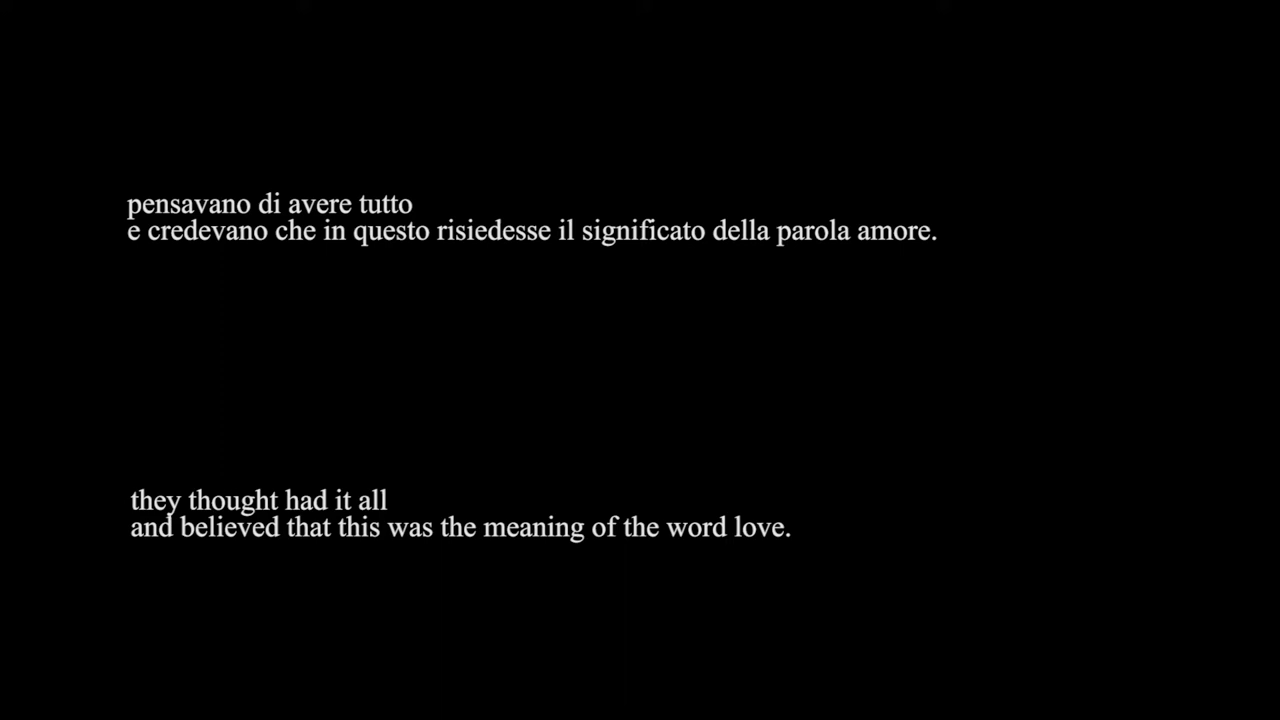 pensavano di avere tutto
e credevano che in questo risiedesse il significato della parola amore.
they thought had it all
and believed that this was the meaning of the word love.